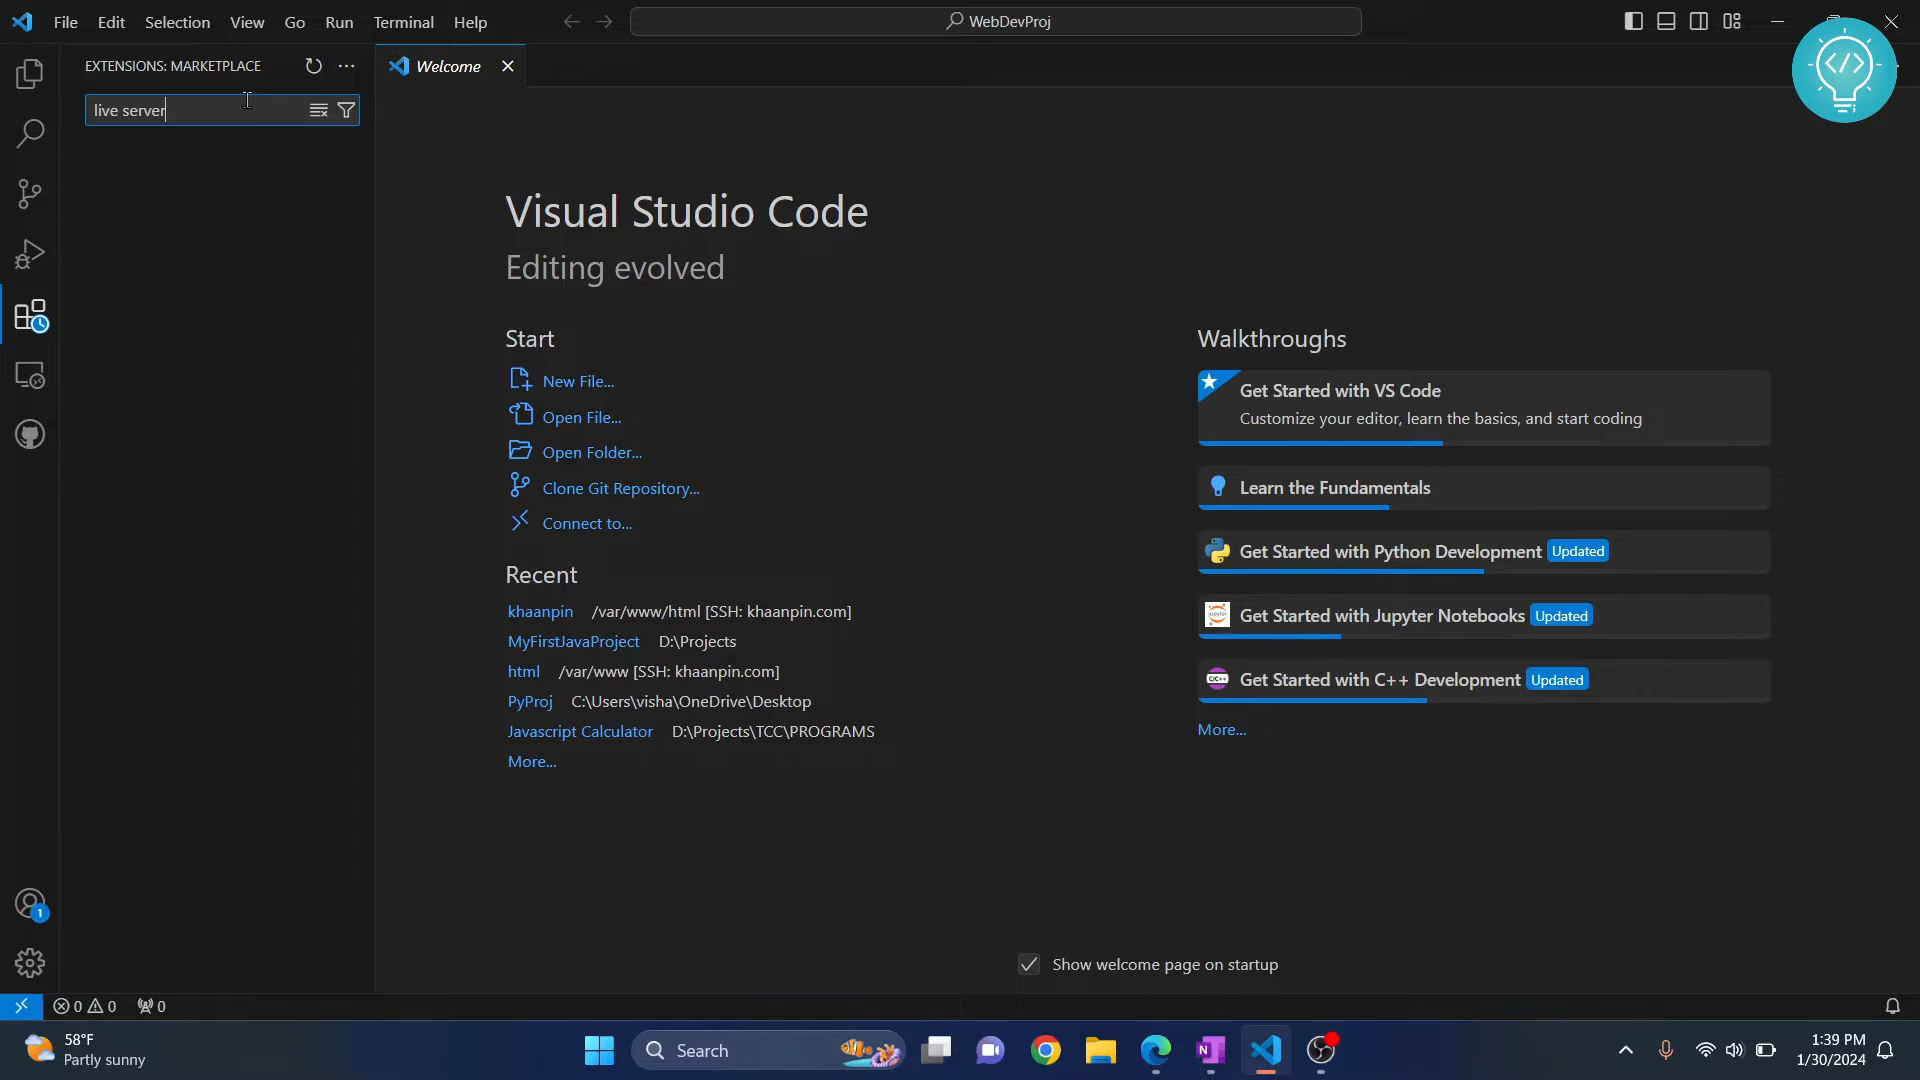 File Edit Selection View Go Run Terminal Help
WebDevProj
EXTENSIONS: MARKETPLACE
Welcome
live server
Visual Studio Code
Editing evolved
Start
New File...
Open File...
Open Folder...
Clone Git Repository...
Connect to...
Recent
khaanpin /var/www/html [SSH: khaanpin.com]
MyFirstJavaProject D:\Projects
html /var/www [SSH: khaanpin.com]
PyProj C:\Users\visha\OneDrive\Desktop
Javascript Calculator D:\Projects\TCC\PROGRAMS
More...
Walkthroughs
Get Started with VS Code
Customize your editor, learn the basics, and start coding
Learn the Fundamentals
Get Started with Python Development Updated
Get Started with Jupyter Notebooks Updated
Get Started with C++ Development Updated
More...
1
Show welcome page on startup
0 0 0
58°F
Partly sunny
Search
1:39 PM
1/30/2024